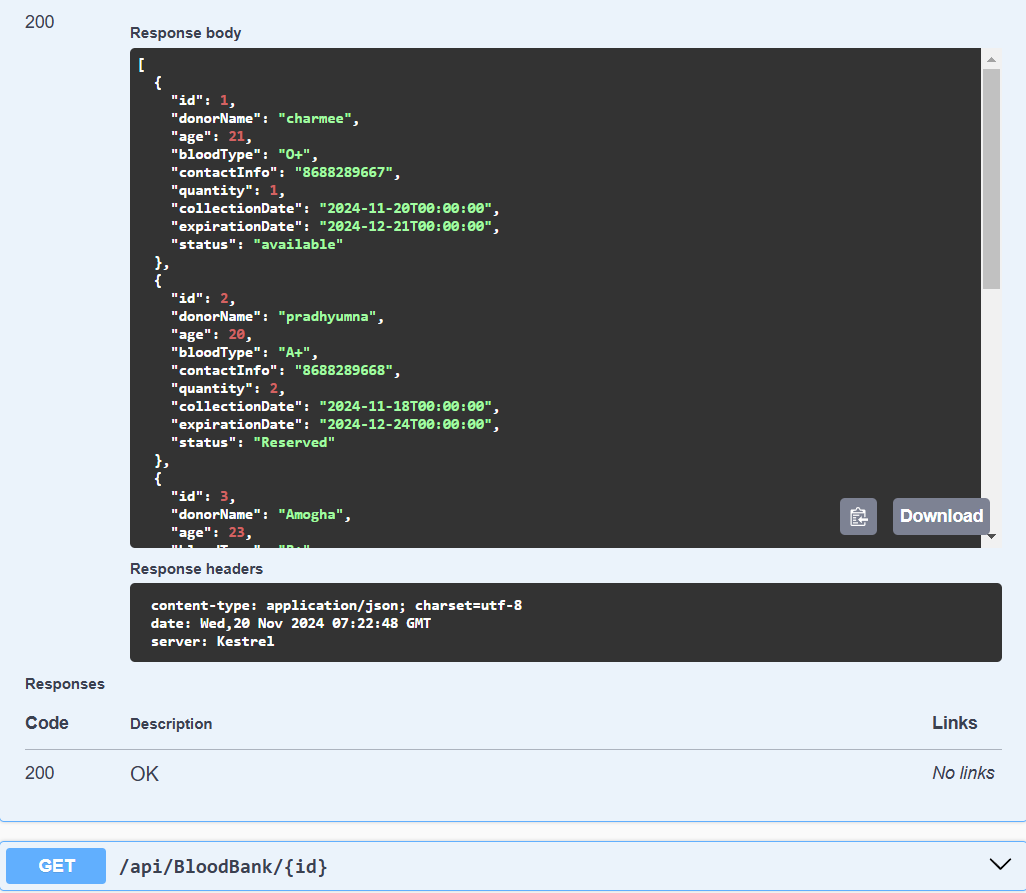 200
Response body
[
  {
    "id": 1,
    "donorName": "charmee",
    "age": 21,
    "bloodType": "O+",
    "contactInfo": "8688289667",
    "quantity": 1,
    "collectionDate": "2024-11-20T00:00:00",
    "expirationDate": "2024-12-21T00:00:00",
    "status": "available"
  },
  {
    "id": 2,
    "donorName": "pradhyumna",
    "age": 20,
    "bloodType": "A+",
    "contactInfo": "8688289668",
    "quantity": 2,
    "collectionDate": "2024-11-18T00:00:00",
    "expirationDate": "2024-12-24T00:00:00",
    "status": "Reserved"
  },
  {
    "id": 3,
    "donorName": "Amogha",
    "age": 23,
Download
Response headers
content-type: application/json; charset=utf-8
date: Wed,20 Nov 2024 07:22:48 GMT
server: Kestrel
Responses
Code Description Links
200 OK No links
GET /api/BloodBank/{id}